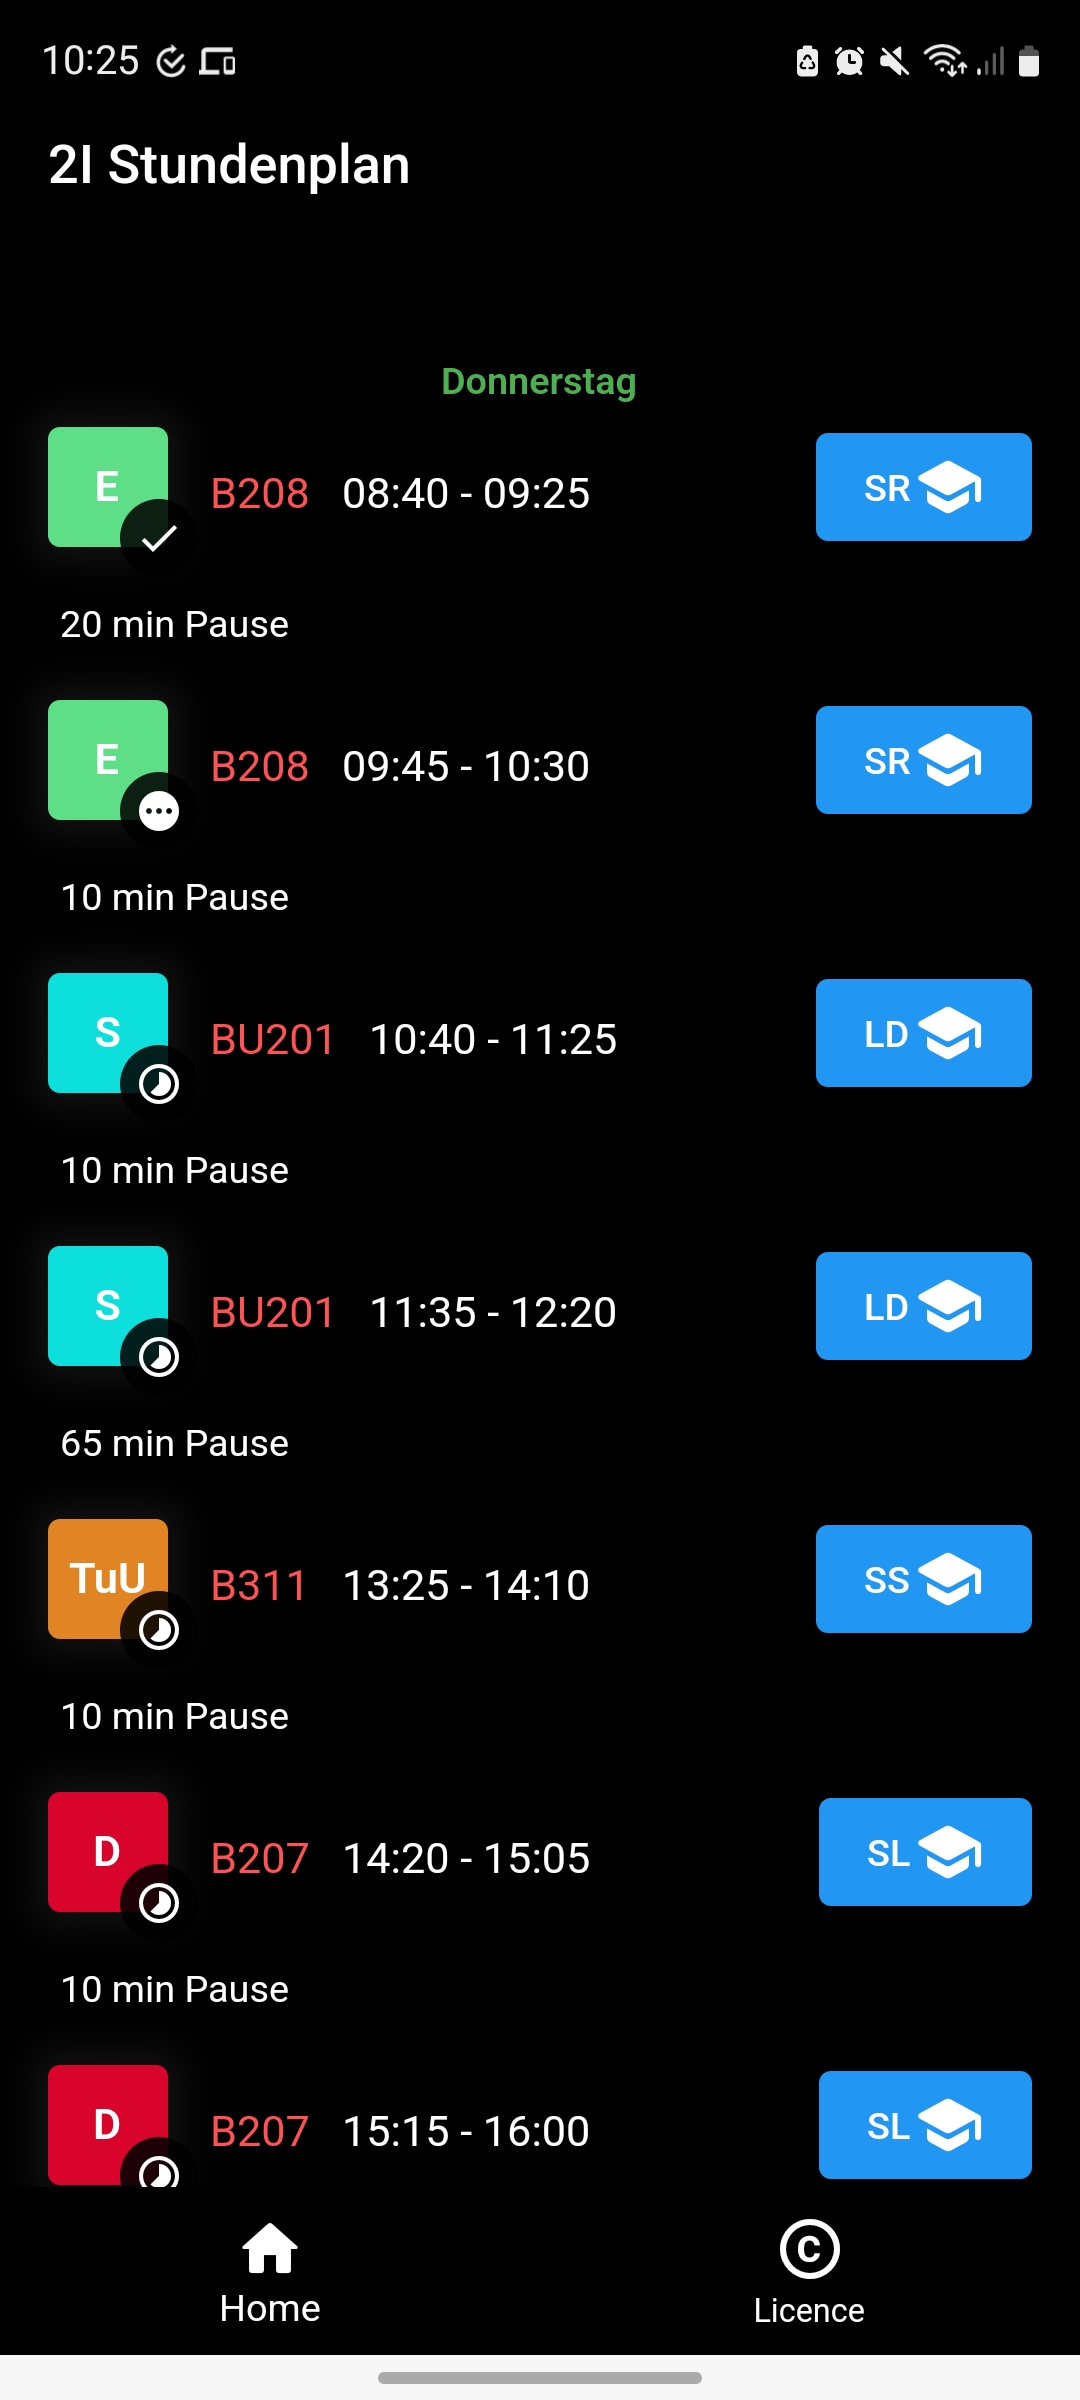 10:25
2I Stundenplan
Donnerstag
E B208 08:40 - 09:25 SR
20 min Pause
E B208 09:45 - 10:30 SR
10 min Pause
S BU201 10:40 - 11:25 LD
10 min Pause
S BU201 11:35 - 12:20 LD
65 min Pause
TuU B311 13:25 - 14:10 SS
10 min Pause
D B207 14:20 - 15:05 SL
10 min Pause
D B207 15:15 - 16:00 SL
Home Licence